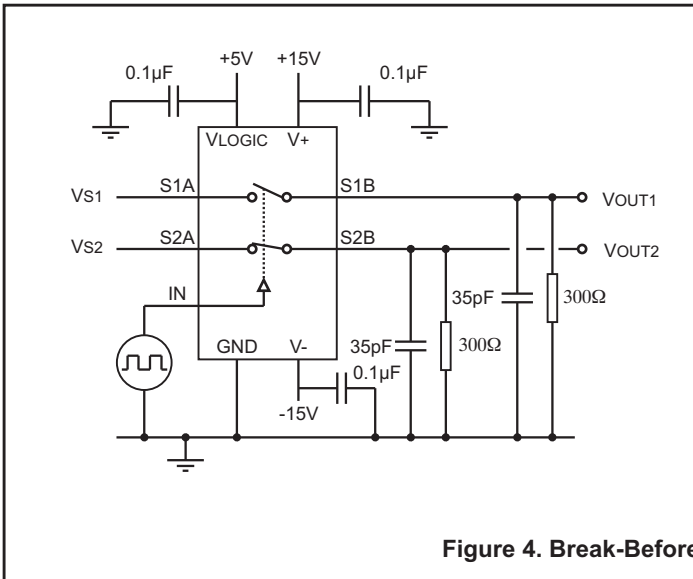 +5V +15V
0.1µF 0.1µF
VLOGIC V+
VS1 S1A S1B VOUT1
VS2 S2A S2B VOUT2
IN 35pF 300Ω
GND V- 35pF 300Ω
0.1µF
-15V
Figure 4. Break-Before